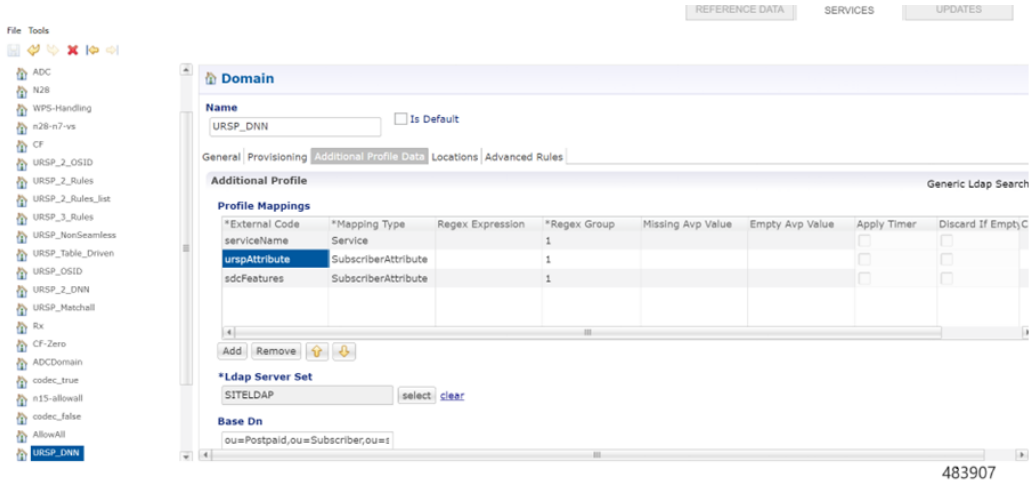 REFERENCE DATA SERVICES UPDATES
File Tools
ADC
N28
WPS-Handling
n28-n7-vs
CF
URSP_2_OSID
URSP_2_Rules
URSP_2_Rules_list
URSP_3_Rules
URSP_NonSeamless
URSP_Table_Driven
URSP_OSID
URSP_2_DNN
URSP_Matchall
Rx
CF-Zero
ADCDomain
codec_true
n15-allowall
codec_false
AllowAll
URSP_DNN
Domain
Name
URSP_DNN Is Default
General Provisioning Additional Profile Data Locations Advanced Rules
Additional Profile Generic Ldap Search
Profile Mappings
*External Code *Mapping Type Regex Expression *Regex Group Missing Avp Value Empty Avp Value Apply Timer Discard If Empty C
serviceName Service 1
urspAttribute SubscriberAttribute 1
sdcFeatures SubscriberAttribute 1
Add Remove
*Ldap Server Set
SITELDAP select clear
Base Dn
ou=Postpaid,ou=Subscriber,ou=s
483907